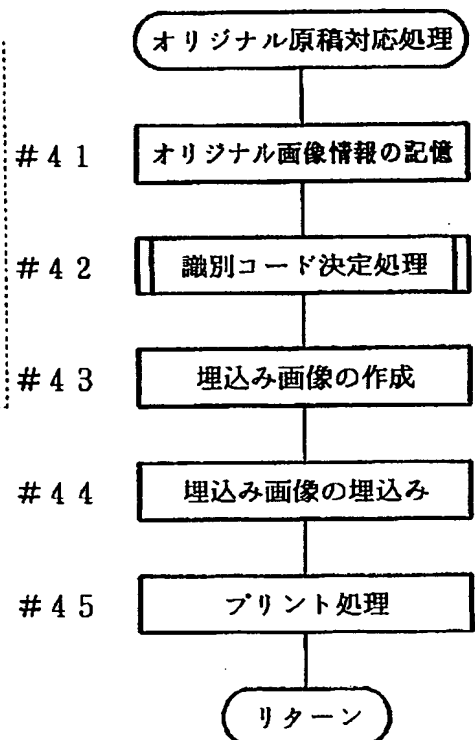 オリジナル原稿対応処理
#41 オリジナル画像情報の記憶
#42 識別コード決定処理
#43 埋込み画像の作成
#44 埋込み画像の埋込み
#45 プリント処理
リターン